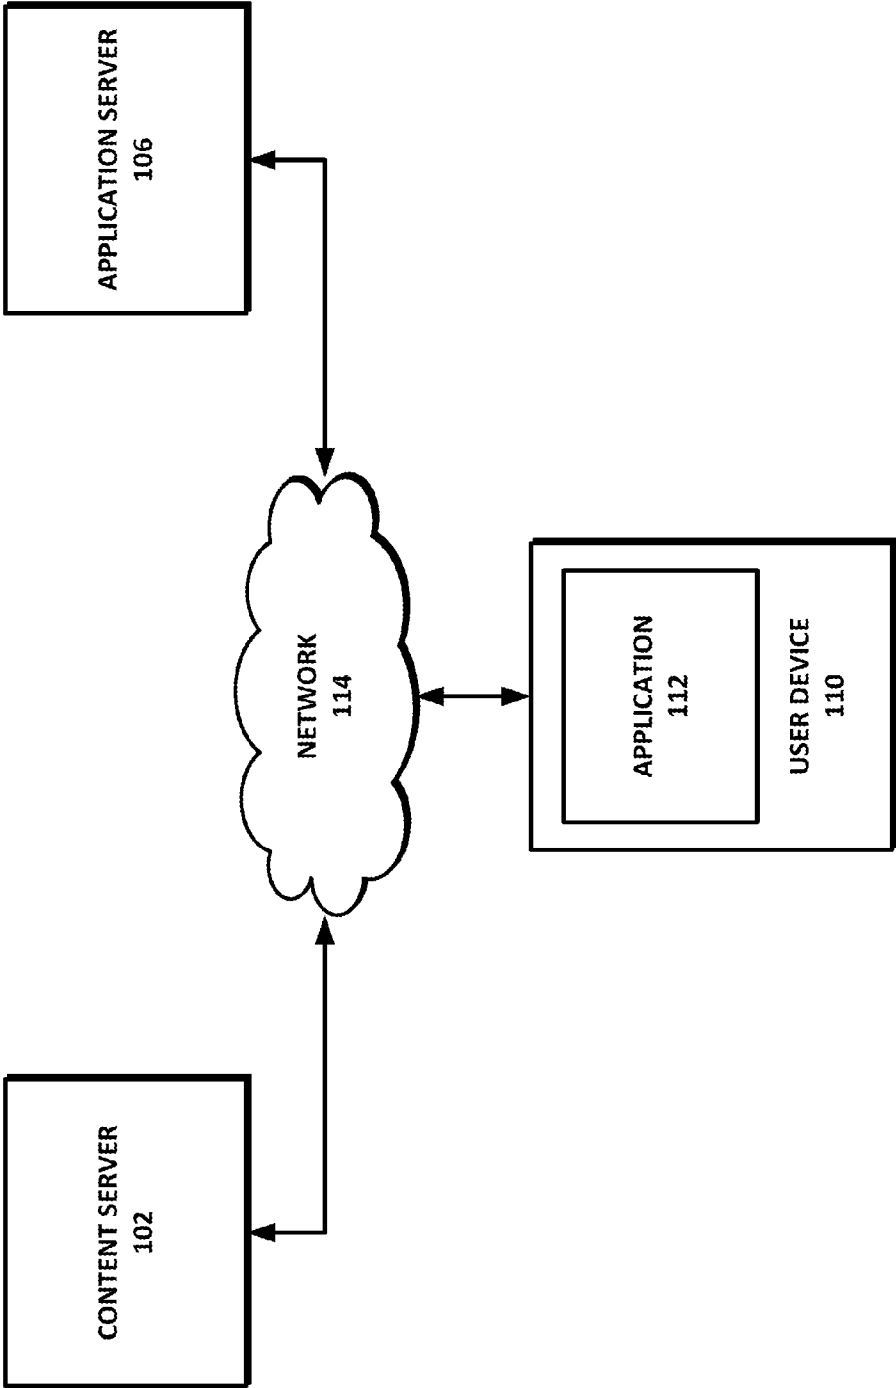 CONTENT SERVER
102
APPLICATION SERVER
106
NETWORK
114
APPLICATION
112
USER DEVICE
110